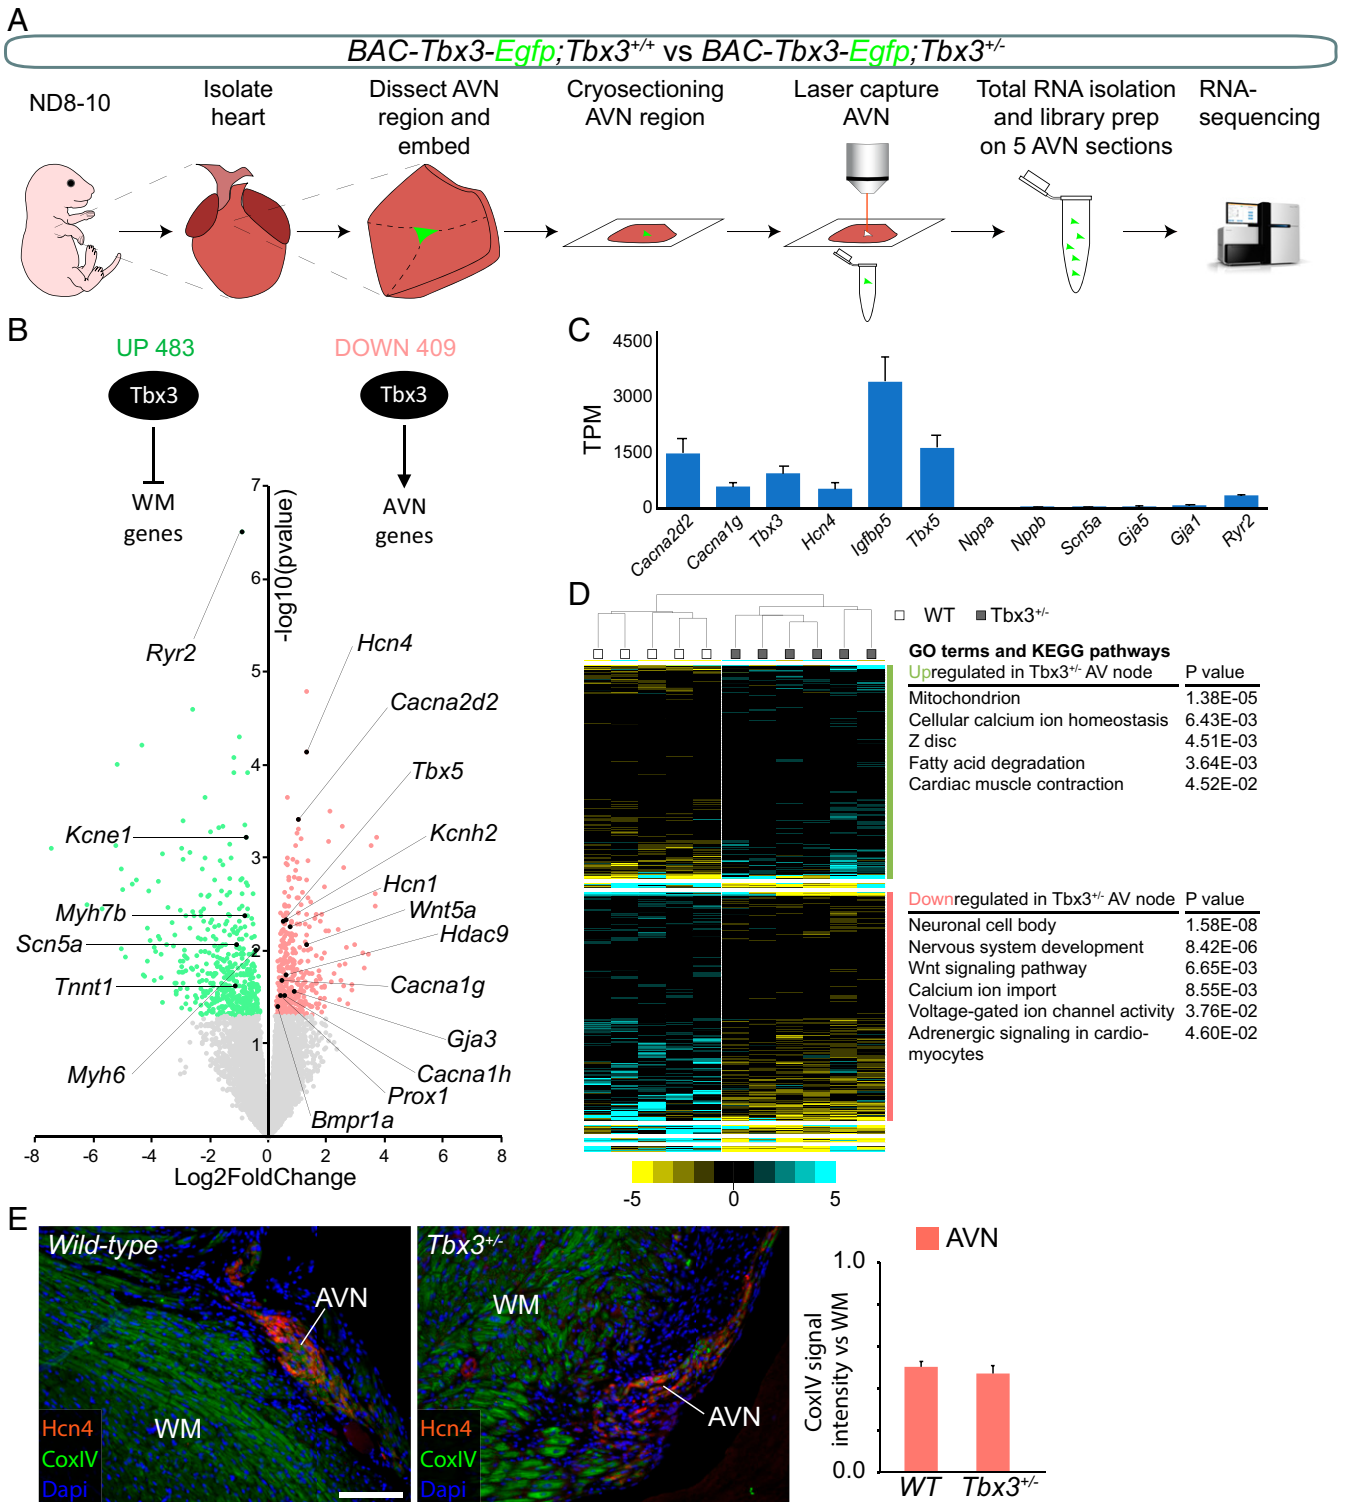 A
BAC-Tbx3-Egfp;Tbx3+/+ vs BAC-Tbx3-Egfp;Tbx3+/-
ND8-10
Isolate
heart
Dissect AVN
region and
embed
Cryosectioning
AVN region
Laser capture
AVN
Total RNA isolation
and library prep
on 5 AVN sections
RNA-
sequencing
B
UP 483
Tbx3
WM
genes
DOWN 409
Tbx3
AVN
genes
-log10(pvalue)
7
6
5
4
3
2
1
Ryr2
Kcne1
Myh7b
Scn5a
Tnnt1
Myh6
Hcn4
Cacna2d2
Tbx5
Kcnh2
Hcn1
Wnt5a
Hdac9
Cacna1g
Gja3
Cacna1h
Prox1
Bmpr1a
-8 -6 -4 -2 0 2 4 6 8
Log2FoldChange
C
TPM
4500
3000
1500
0
Cacna2d2 Cacna1g Tbx3 Hcn4 Igfbp5 Tbx5 Nppa Nppb Scn5a Gja5 Gja1 Ryr2
D
WT Tbx3+/-
GO terms and KEGG pathways
Upregulated in Tbx3+/- AV node P value
Mitochondrion 1.38E-05
Cellular calcium ion homeostasis 6.43E-03
Z disc 4.51E-03
Fatty acid degradation 3.64E-03
Cardiac muscle contraction 4.52E-02
Downregulated in Tbx3+/- AV node P value
Neuronal cell body 1.58E-08
Nervous system development 8.42E-06
Wnt signaling pathway 6.65E-03
Calcium ion import 8.55E-03
Voltage-gated ion channel activity 3.76E-02
Adrenergic signaling in cardio- 4.60E-02
myocytes
-5 0 5
E
Wild-type
AVN
WM
Hcn4
CoxIV
Dapi
Tbx3+/-
WM
AVN
Hcn4
CoxIV
Dapi
AVN
CoxIV signal
intensity vs WM
1.0
0.0
WT Tbx3+/-